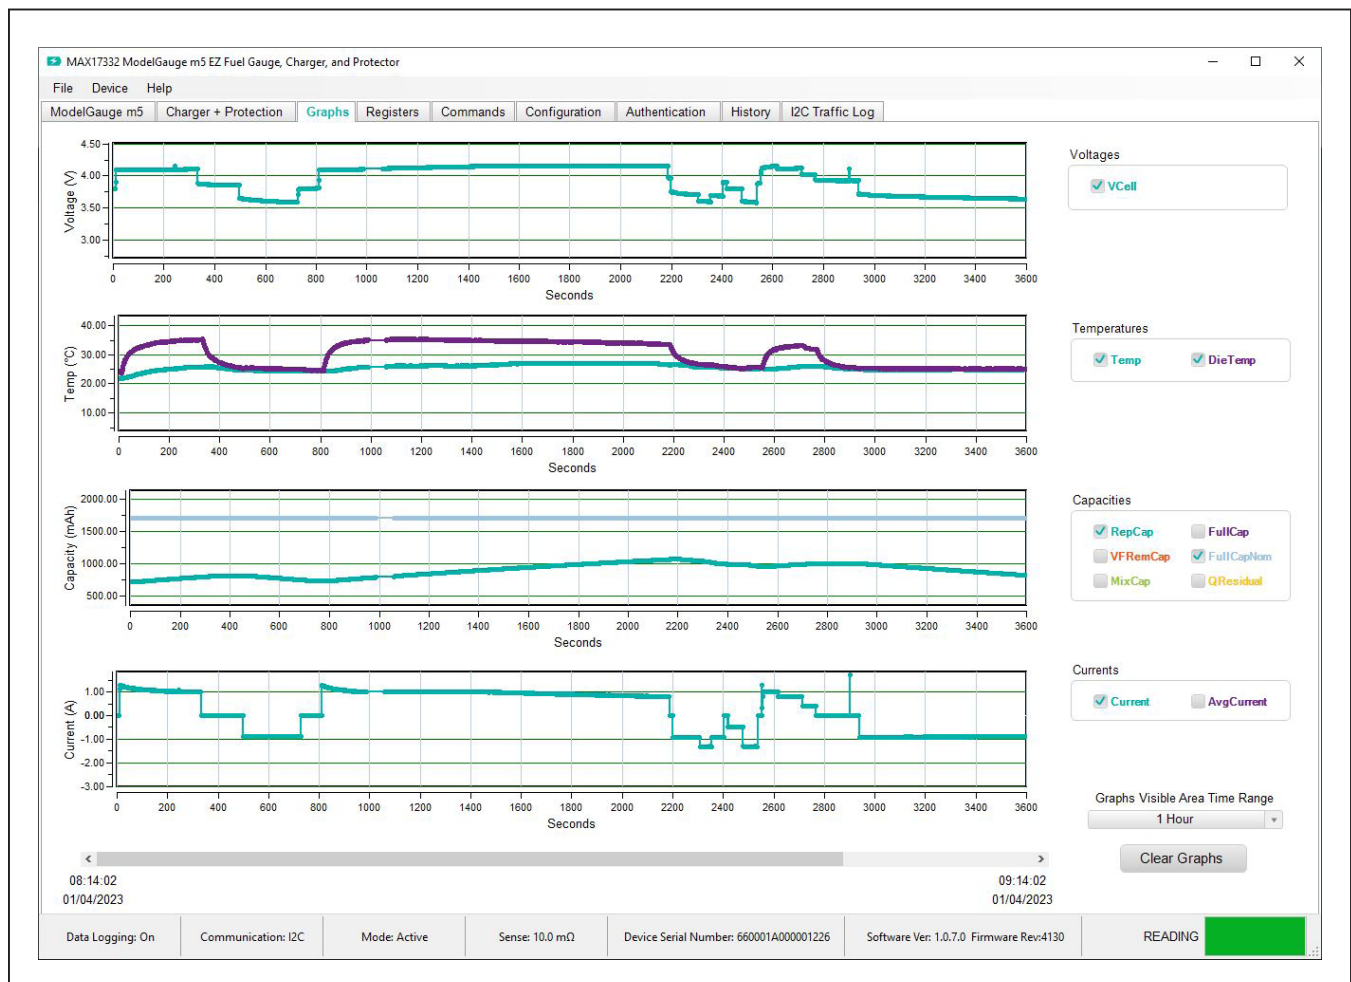 MAX17332 ModelGauge m5 EZ Fuel Gauge, Charger, and Protector
File Device Help
ModelGauge m5 Charger + Protection Graphs Registers Commands Configuration Authentication History I2C Traffic Log
Voltage (V)
4.50
4.00
3.50
3.00
0 200 400 600 800 1000 1200 1400 1600 1800 2000 2200 2400 2600 2800 3000 3200 3400 3600
Seconds
Voltages
VCell
Temp (°C)
40.00
30.00
20.00
10.00
0 200 400 600 800 1000 1200 1400 1600 1800 2000 2200 2400 2600 2800 3000 3200 3400 3600
Seconds
Temperatures
Temp DieTemp
Capacity (mAh)
2000.00
1500.00
1000.00
500.00
0 200 400 600 800 1000 1200 1400 1600 1800 2000 2200 2400 2600 2800 3000 3200 3400 3600
Seconds
Capacities
RepCap FullCap
VFRemCap FullCapNom
MixCap QResidual
Current (A)
1.00
0.00
-1.00
-2.00
-3.00
0 200 400 600 800 1000 1200 1400 1600 1800 2000 2200 2400 2600 2800 3000 3200 3400 3600
Seconds
Currents
Current AvgCurrent
Graphs Visible Area Time Range
1 Hour
Clear Graphs
08:14:02 09:14:02
01/04/2023 01/04/2023
Data Logging: On Communication: I2C Mode: Active Sense: 10.0 mΩ Device Serial Number: 660001A000001226 Software Ver: 1.0.7.0 Firmware Rev:4130 READING